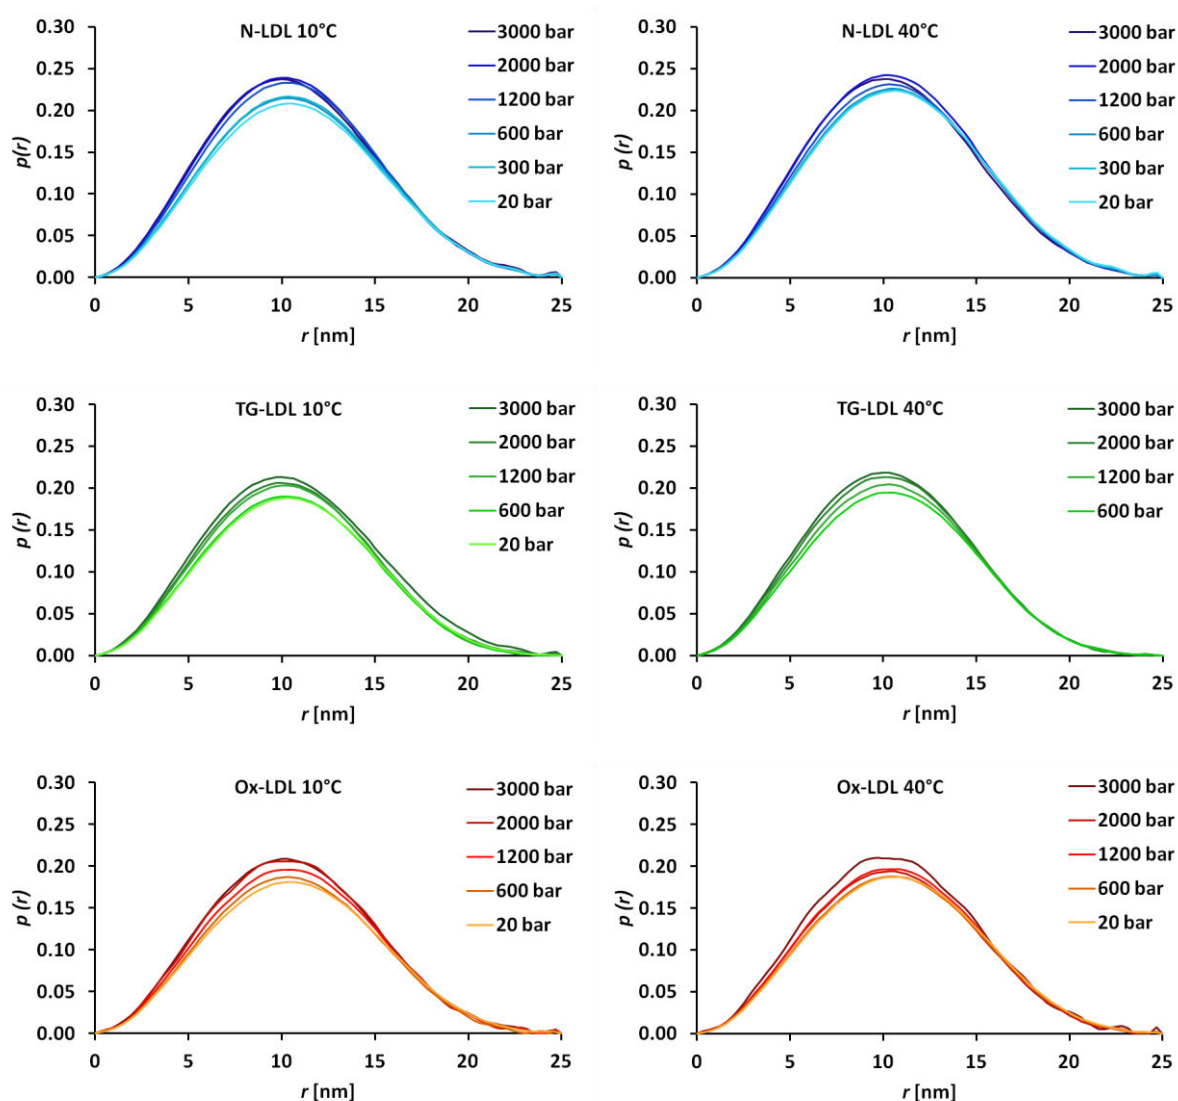 N-LDL 10°C
0.30
0.25
0.20
0.15
0.10
0.05
0.00
p(r)
0 5 10 15 20 25
r [nm]
3000 bar
2000 bar
1200 bar
600 bar
300 bar
20 bar
N-LDL 40°C
0.30
0.25
0.20
0.15
0.10
0.05
0.00
p(r)
0 5 10 15 20 25
r [nm]
3000 bar
2000 bar
1200 bar
600 bar
300 bar
20 bar
TG-LDL 10°C
0.30
0.25
0.20
0.15
0.10
0.05
0.00
p(r)
0 5 10 15 20 25
r [nm]
3000 bar
2000 bar
1200 bar
600 bar
20 bar
TG-LDL 40°C
0.30
0.25
0.20
0.15
0.10
0.05
0.00
p(r)
0 5 10 15 20 25
r [nm]
3000 bar
2000 bar
1200 bar
600 bar
Ox-LDL 10°C
0.30
0.25
0.20
0.15
0.10
0.05
0.00
p(r)
0 5 10 15 20 25
r [nm]
3000 bar
2000 bar
1200 bar
600 bar
20 bar
Ox-LDL 40°C
0.30
0.25
0.20
0.15
0.10
0.05
0.00
p(r)
0 5 10 15 20 25
r [nm]
3000 bar
2000 bar
1200 bar
600 bar
20 bar